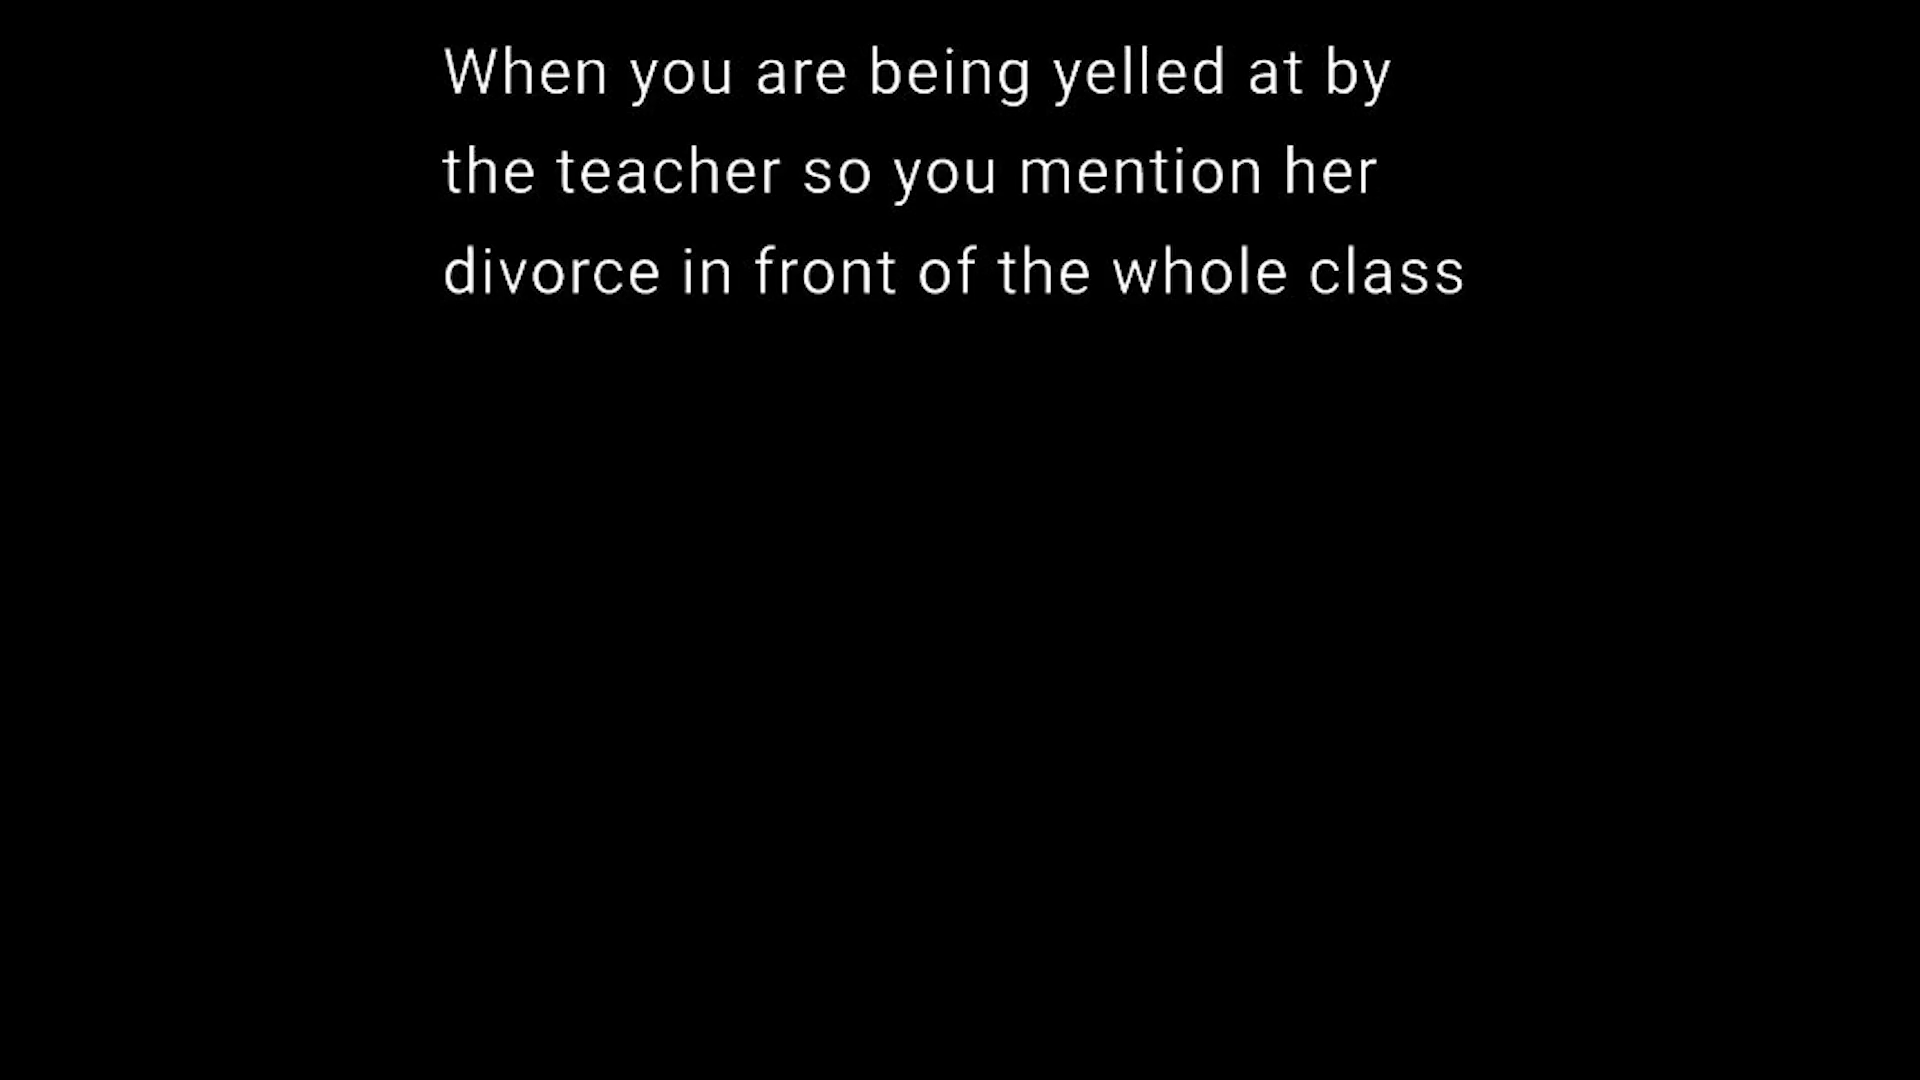 When you are being yelled at by
the teacher so you mention her
divorce in front of the whole class